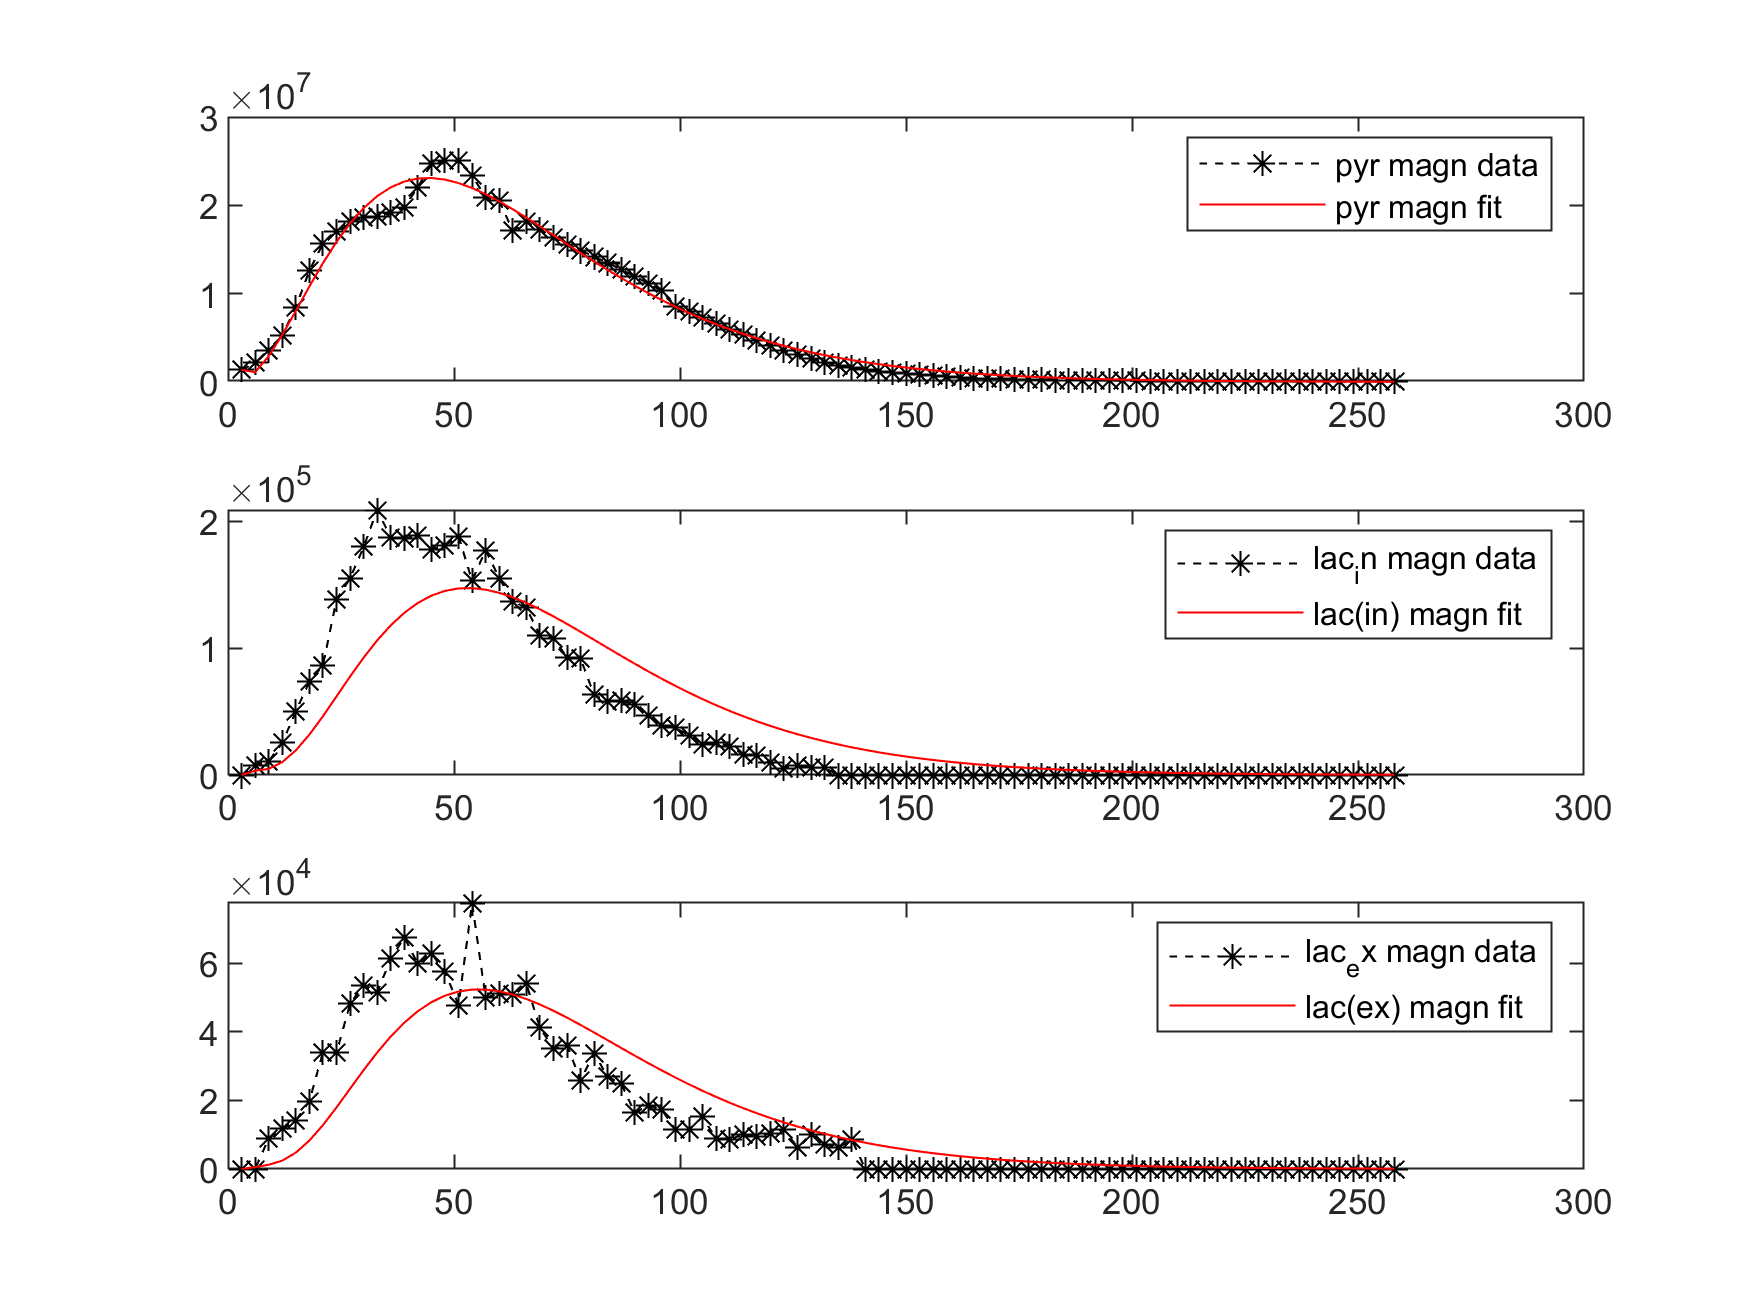 ×10^7
3
2
1
0
0 50 100 150 200 250 300
pyr magn data
pyr magn fit
×10^5
2
1
0
0 50 100 150 200 250 300
lac_in magn data
lac(in) magn fit
×10^4
6
4
2
0
0 50 100 150 200 250 300
lac_ex magn data
lac(ex) magn fit